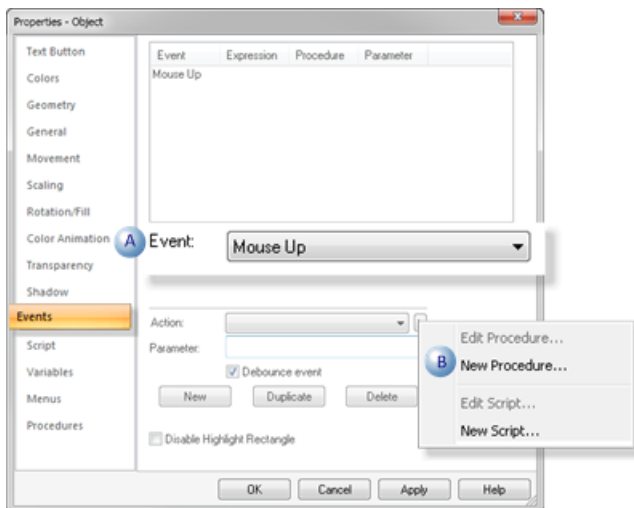 Properties - Object
Text Button
Colors
Geometry
General
Movement
Scaling
Rotation/Fill
Color Animation
Transparency
Shadow
Events
Script
Variables
Menus
Procedures
Event Expression Procedure Parameter
Mouse Up
A Event: Mouse Up
Action:
Parameter:
Debounce event
New Duplicate Delete
Disable Highlight Rectangle
Edit Procedure...
B New Procedure...
Edit Script...
New Script...
OK Cancel Apply Help